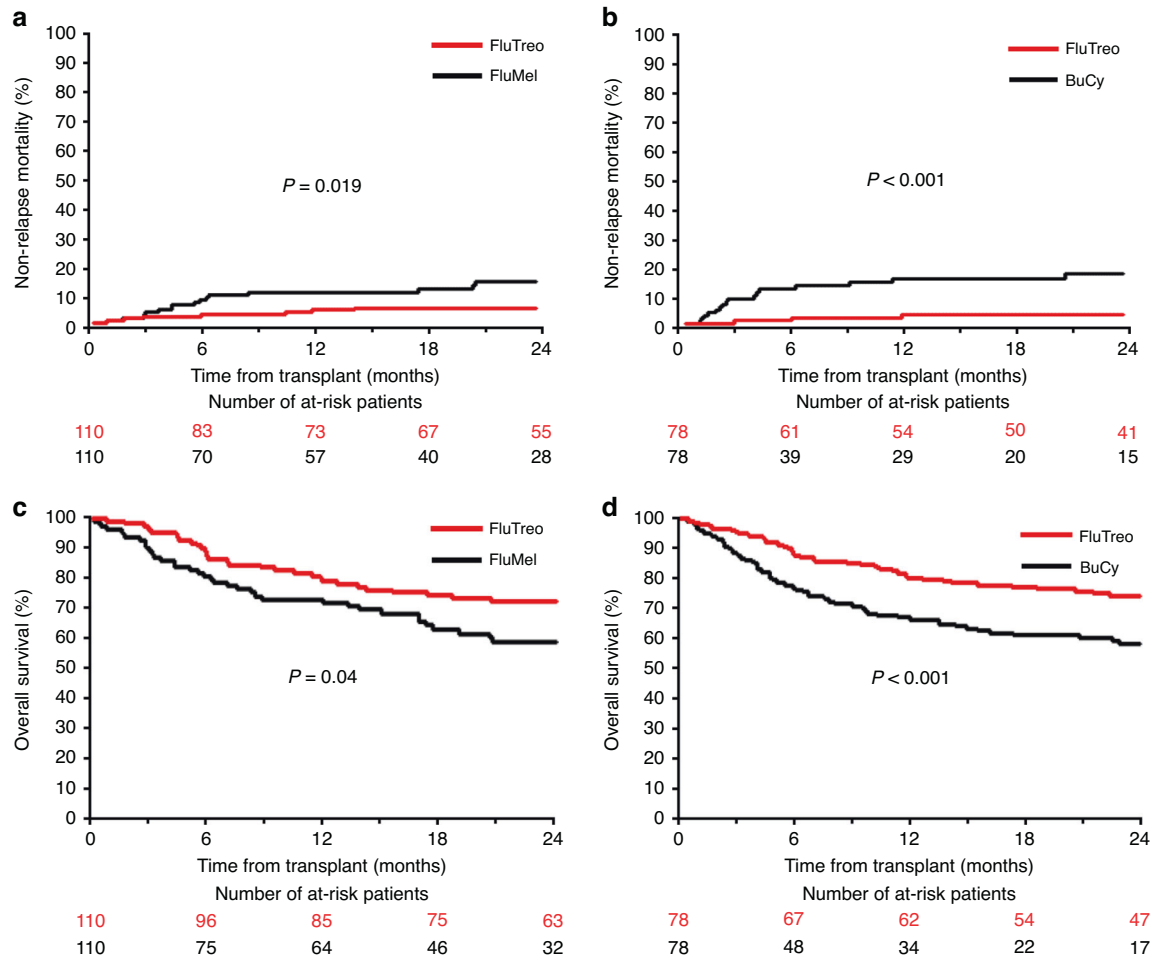 a
100
90
80
70
60
50
40
30
20
10
0
Non-relapse mortality (%)
FluTreo
FluMel
P = 0.019
0 6 12 18 24
Time from transplant (months)
Number of at-risk patients
110 83 73 67 55
110 70 57 40 28
b
100
90
80
70
60
50
40
30
20
10
0
Non-relapse mortality (%)
FluTreo
BuCy
P < 0.001
0 6 12 18 24
Time from transplant (months)
Number of at-risk patients
78 61 54 50 41
78 39 29 20 15
c
100
90
80
70
60
50
40
30
20
10
0
Overall survival (%)
FluTreo
FluMel
P = 0.04
0 6 12 18 24
Time from transplant (months)
Number of at-risk patients
110 96 85 75 63
110 75 64 46 32
d
100
90
80
70
60
50
40
30
20
10
0
Overall survival (%)
FluTreo
BuCy
P < 0.001
0 6 12 18 24
Time from transplant (months)
Number of at-risk patients
78 67 62 54 47
78 48 34 22 17